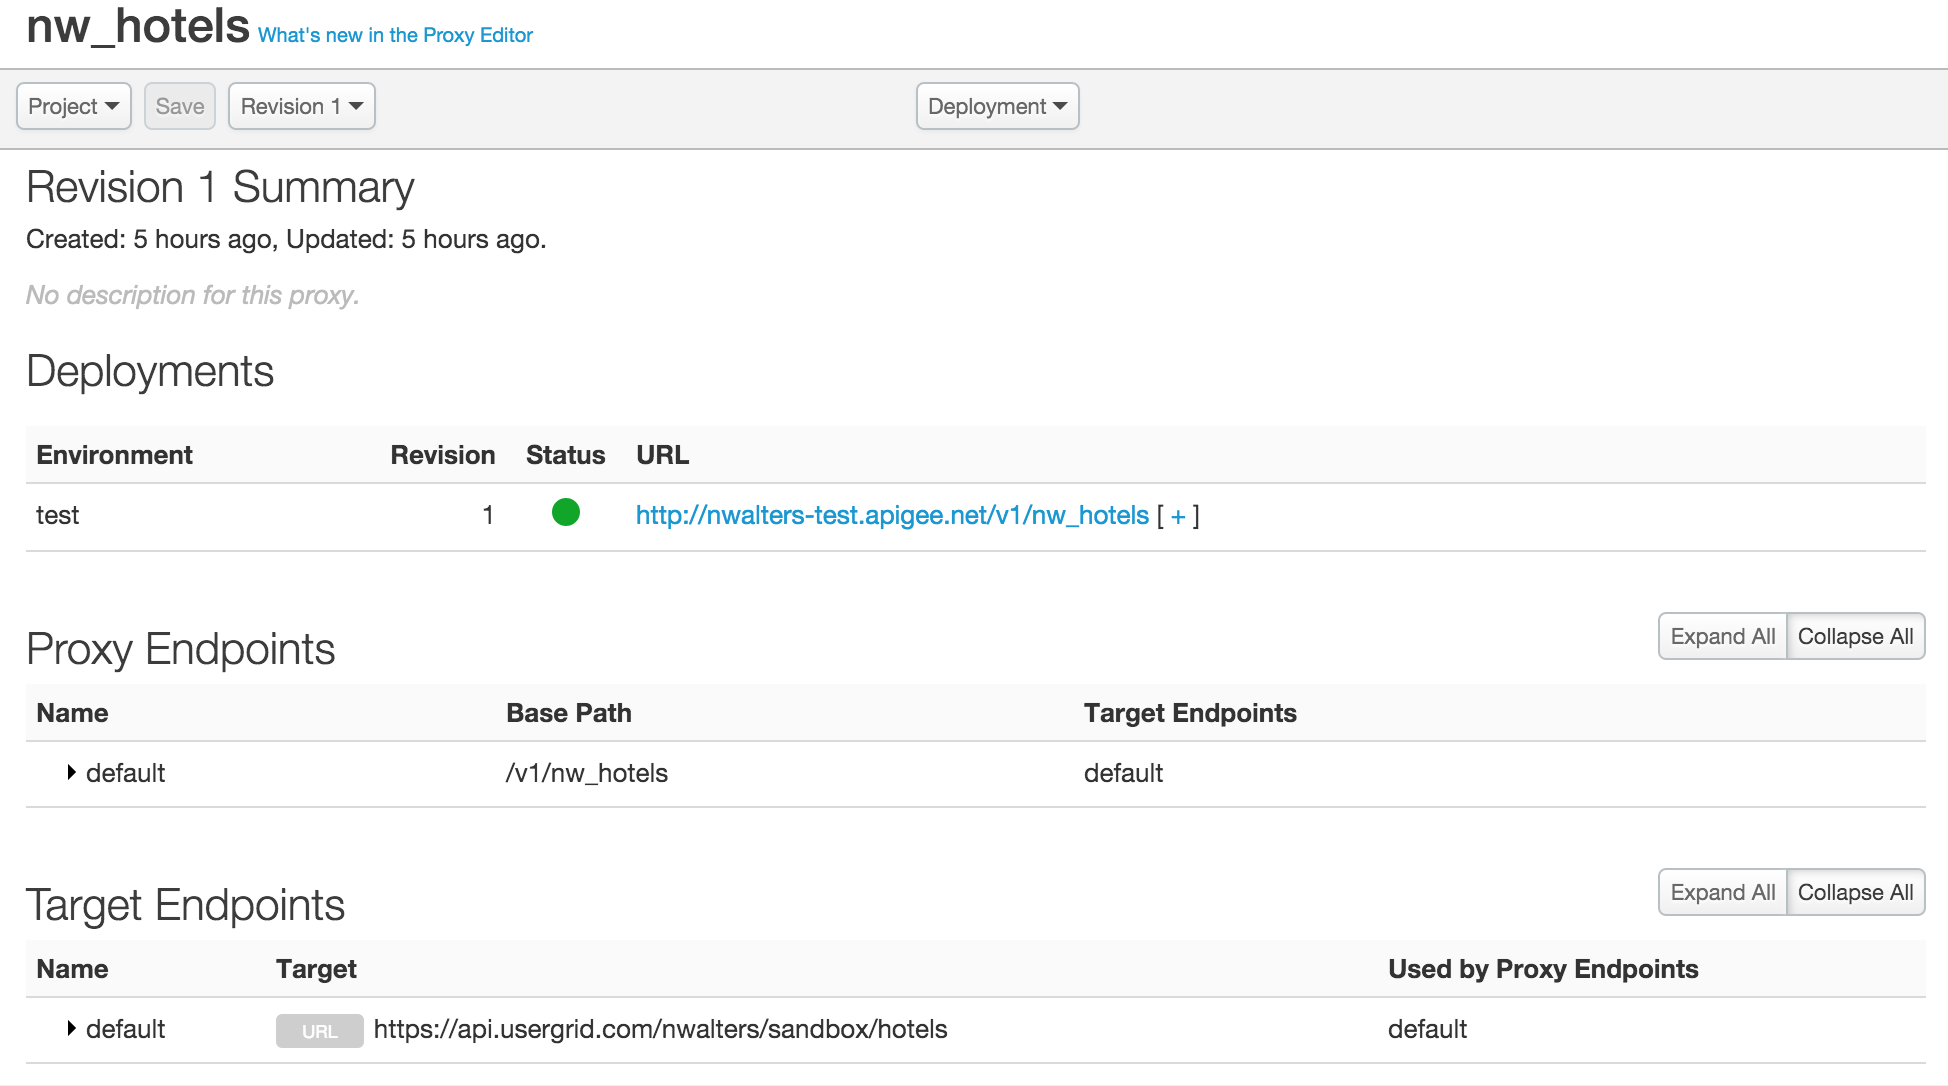 nw_hotels What's new in the Proxy Editor
Project Save Revision 1 Deployment
Revision 1 Summary
Created: 5 hours ago, Updated: 5 hours ago.
No description for this proxy.
Deployments
Environment Revision Status URL
test 1 http://nwalters-test.apigee.net/v1/nw_hotels [ + ]
Proxy Endpoints Expand All Collapse All
Name Base Path Target Endpoints
default /v1/nw_hotels default
Target Endpoints Expand All Collapse All
Name Target Used by Proxy Endpoints
default URL https://api.usergrid.com/nwalters/sandbox/hotels default